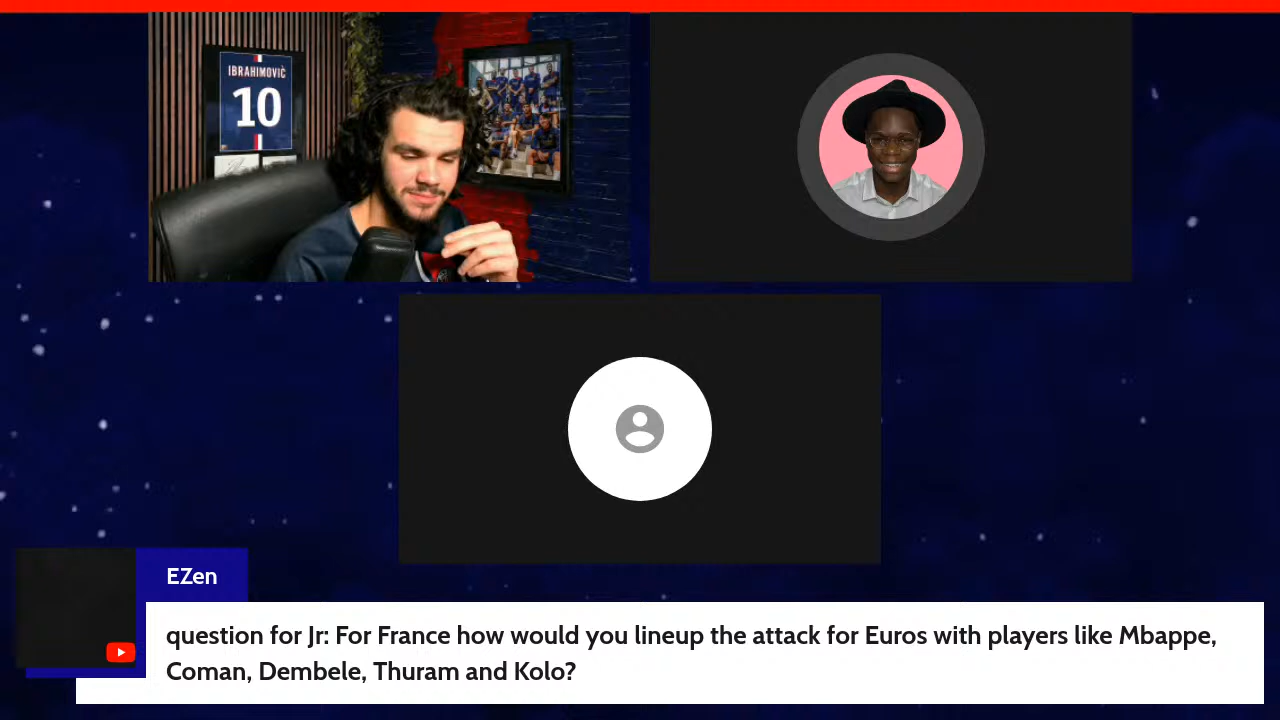 IBRAHIMOVIĆ
10
EZen
question for Jr: For France how would you lineup the attack for Euros with players like Mbappe,
Coman, Dembele, Thuram and Kolo?